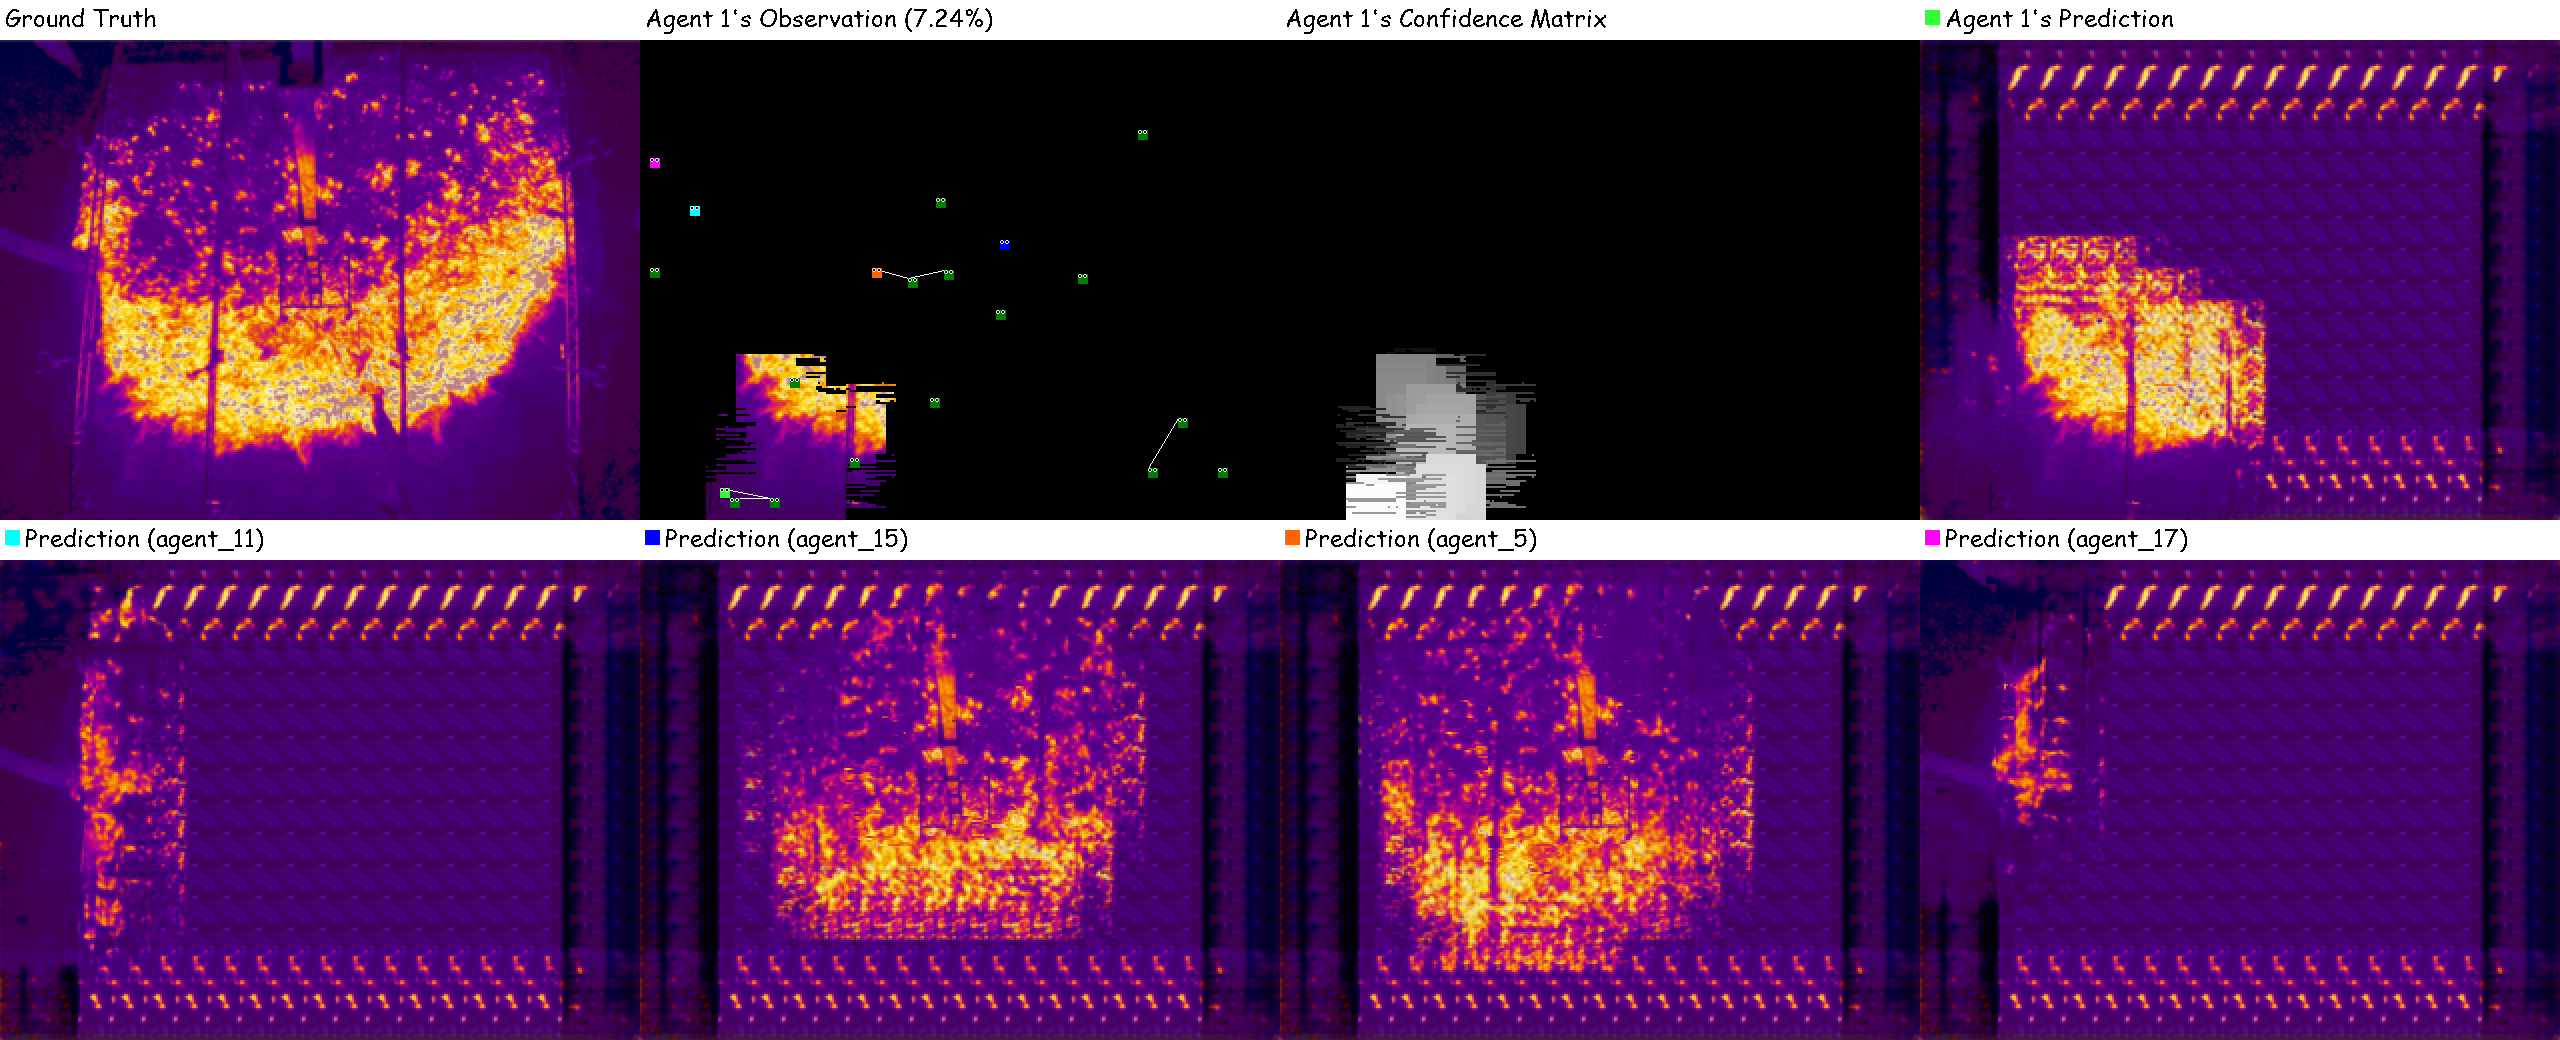 Ground Truth
Agent 1's Observation (7.24%)
Agent 1's Confidence Matrix
Agent 1's Prediction
Prediction (agent_11)
Prediction (agent_15)
Prediction (agent_5)
Prediction (agent_17)